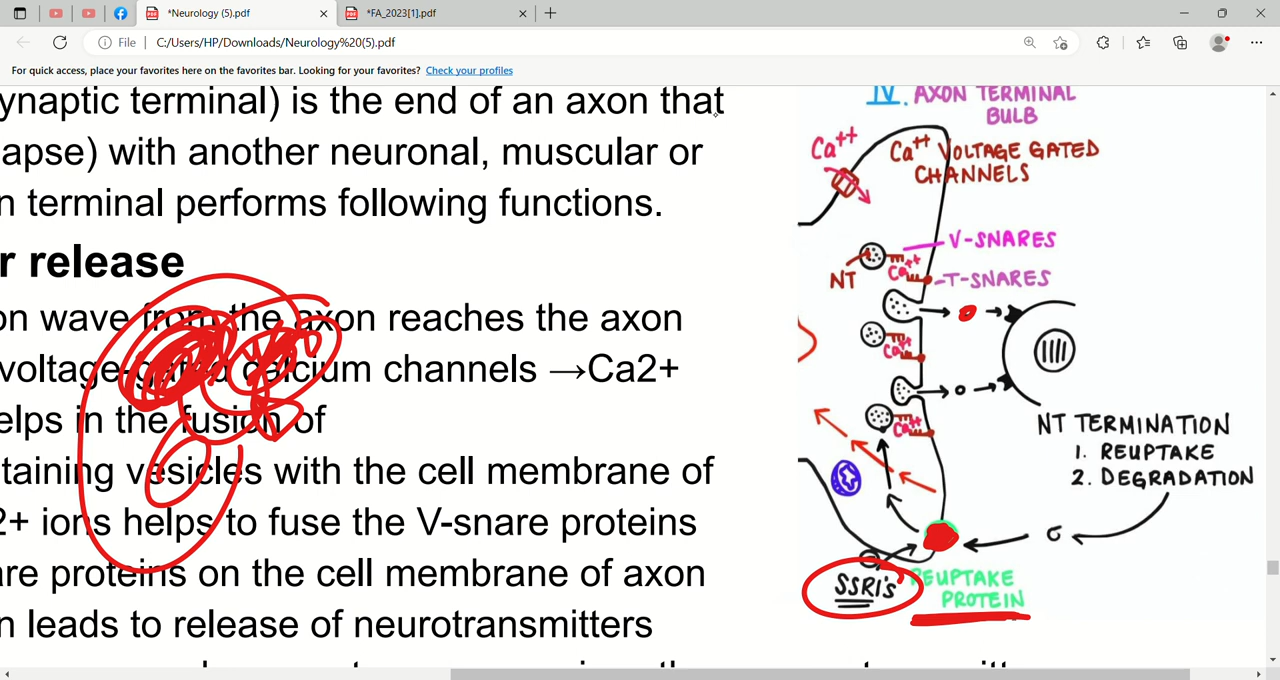 *Neurology (5).pdf
*FA_2023[1].pdf
File
C:/Users/HP/Downloads/Neurology%20(5).pdf
For quick access, place your favorites here on the favorites bar. Looking for your favorites? Check your profiles
ynaptic terminal) is the end of an axon that
apse) with another neuronal, muscular or
n terminal performs following functions.
r release
on wave from the axon reaches the axon
voltage-gated calcium channels →Ca2+
elps in the fusion of
taining vesicles with the cell membrane of
2+ ions helps to fuse the V-snare proteins
are proteins on the cell membrane of axon
n leads to release of neurotransmitters
IV. AXON TERMINAL
BULB
Ca++
Ca++ VOLTAGE GATED
CHANNELS
V-SNARES
NT
Ca++
T-SNARES
Ca++
Ca++
NT TERMINATION
1. REUPTAKE
2. DEGRADATION
SSRI's
REUPTAKE
PROTEIN